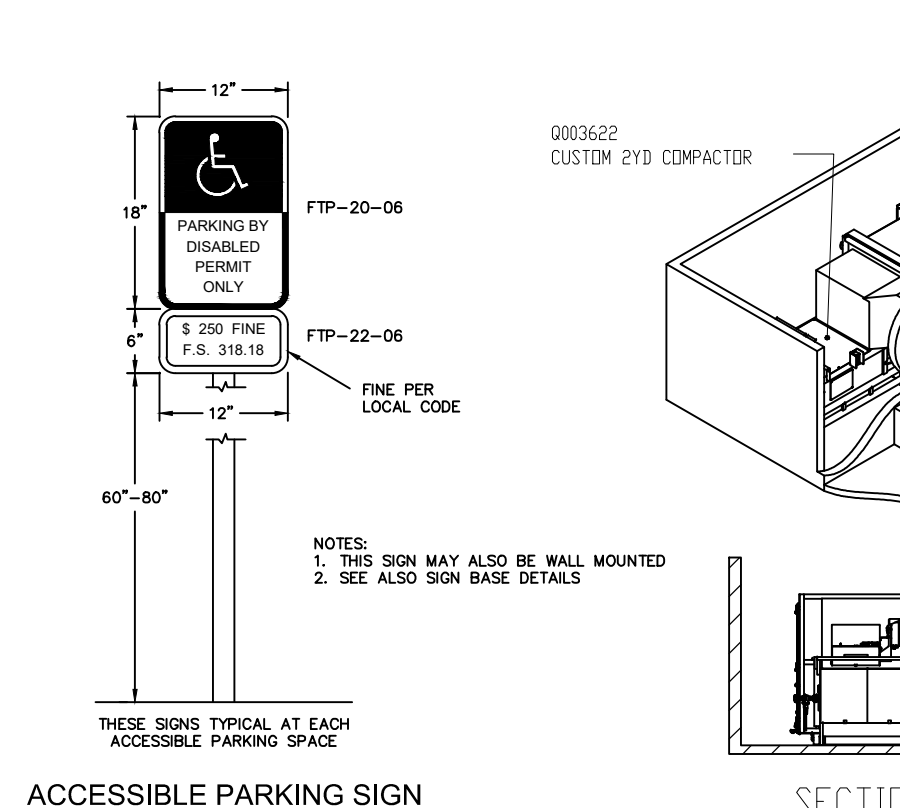 12"
18"
PARKING BY
DISABLED
PERMIT
ONLY
FTP-20-06
6"
$ 250 FINE
F.S. 318.18
FTP-22-06
FINE PER
LOCAL CODE
12"
60"-80"
NOTES:
1. THIS SIGN MAY ALSO BE WALL MOUNTED
2. SEE ALSO SIGN BASE DETAILS
THESE SIGNS TYPICAL AT EACH
ACCESSIBLE PARKING SPACE
ACCESSIBLE PARKING SIGN
Q003622
CUSTOM 2YD COMPACTOR